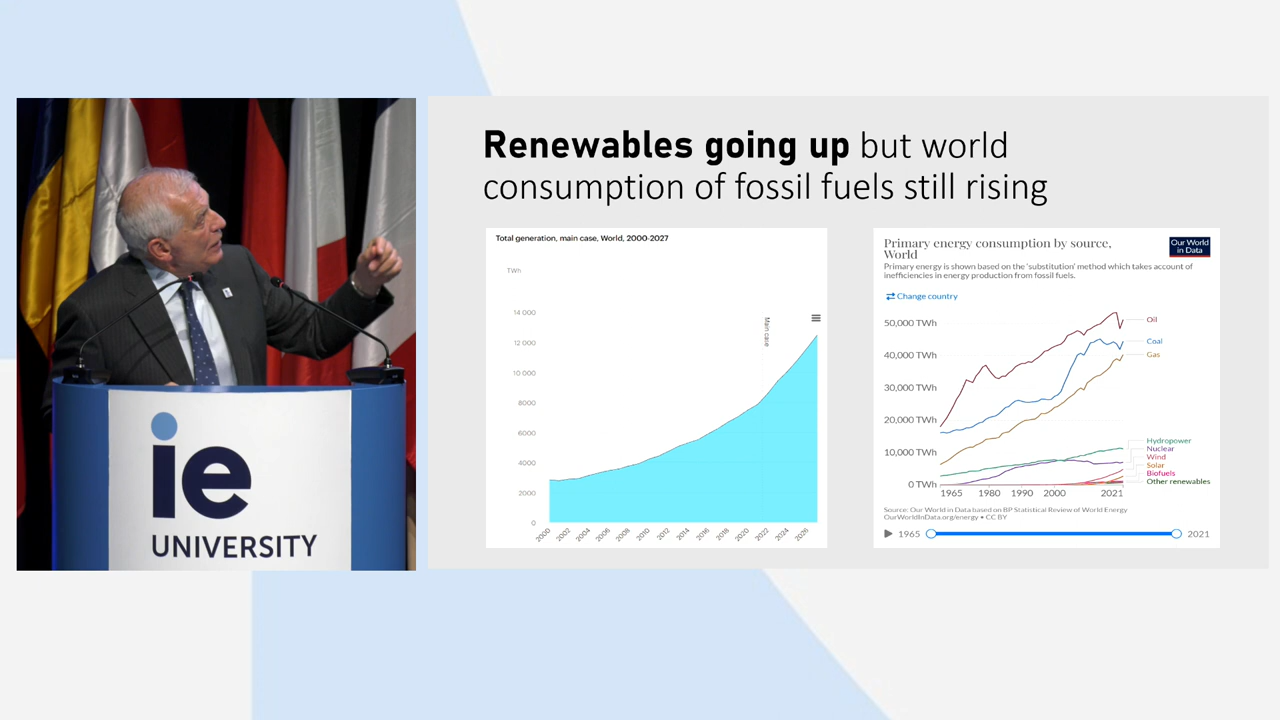 Renewables going up but world
consumption of fossil fuels still rising
Total generation, main case, World, 2000-2027
TWh
14 000
12 000
10 000
8000
6000
4000
2000
0
Main case
2000
2002
2004
2006
2008
2010
2012
2014
2016
2018
2020
2022
2024
2026
Primary energy consumption by source,
World
Our World
in Data
Primary energy is shown based on the 'substitution' method which takes account of
inefficiencies in energy production from fossil fuels.
Change country
50,000 TWh
40,000 TWh
30,000 TWh
20,000 TWh
10,000 TWh
0 TWh
Oil
Coal
Gas
Hydropower
Nuclear
Wind
Solar
Biofuels
Other renewables
1965
1980
1990
2000
2021
Source: Our World in Data based on BP Statistical Review of World Energy
OurWorldInData.org/energy • CC BY
1965
2021
ie
UNIVERSITY